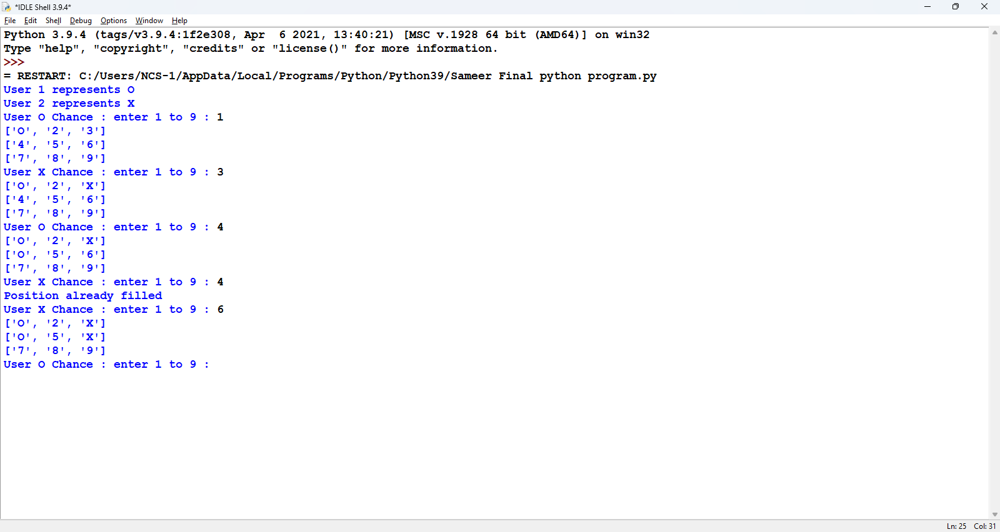 *IDLE Shell 3.9.4*
File Edit Shell Debug Options Window Help
Python 3.9.4 (tags/v3.9.4:1f2e308, Apr  6 2021, 13:40:21) [MSC v.1928 64 bit (AMD64)] on win32
Type "help", "copyright", "credits" or "license()" for more information.
>>>
= RESTART: C:/Users/NCS-1/AppData/Local/Programs/Python/Python39/Sameer Final python program.py
User 1 represents O
User 2 represents X
User O Chance : enter 1 to 9 : 1
['O', '2', '3']
['4', '5', '6']
['7', '8', '9']
User X Chance : enter 1 to 9 : 3
['O', '2', 'X']
['4', '5', '6']
['7', '8', '9']
User O Chance : enter 1 to 9 : 4
['O', '2', 'X']
['O', '5', '6']
['7', '8', '9']
User X Chance : enter 1 to 9 : 4
Position already filled
User X Chance : enter 1 to 9 : 6
['O', '2', 'X']
['O', '5', 'X']
['7', '8', '9']
User O Chance : enter 1 to 9 :
Ln: 25 Col: 31